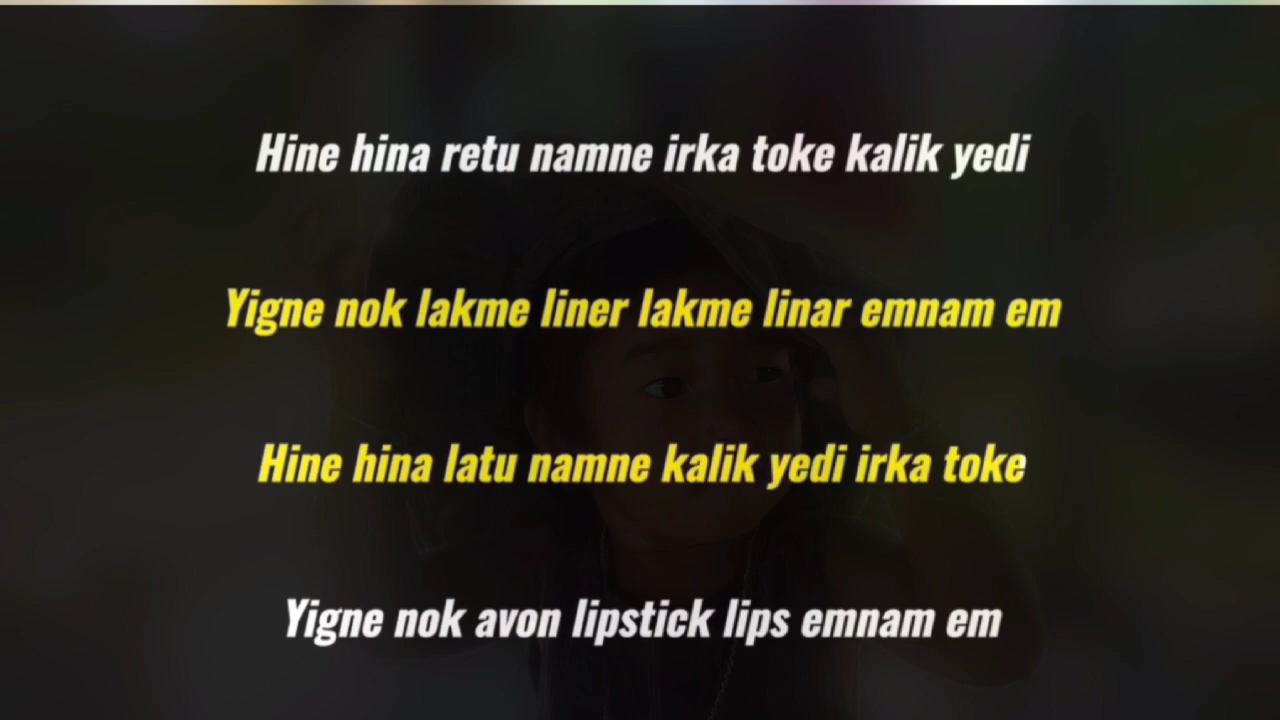 Hine hina retu namne irka toke kalik yedi
Yigne nok lakme liner lakme linar emnam em
Hine hina latu namne kalik yedi irka toke
Yigne nok avon lipstick lips emnam em